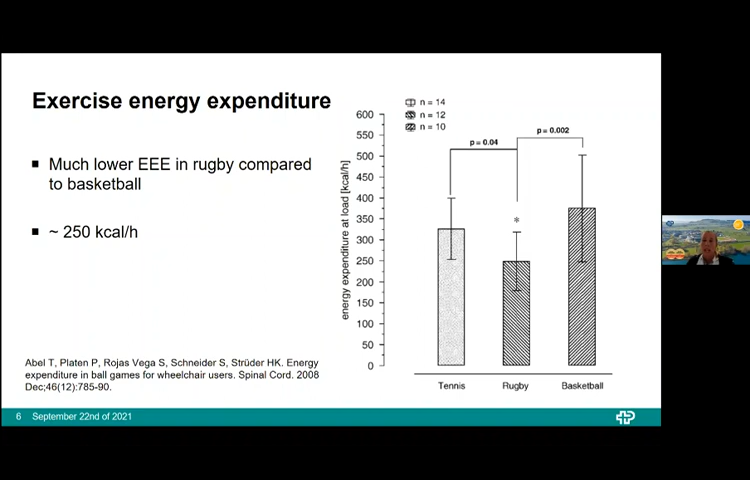 Exercise energy expenditure
▪ Much lower EEE in rugby compared
to basketball
▪ ~ 250 kcal/h
n = 14
n = 12
n = 10
600
550
500
450
400
350
300
250
200
150
100
50
0
energy expenditure at load [kcal/h]
p = 0.04
p = 0.002
*
Tennis Rugby Basketball
Abel T, Platen P, Rojas Vega S, Schneider S, Strüder HK. Energy
expenditure in ball games for wheelchair users. Spinal Cord. 2008
Dec;46(12):785-90.
6 September 22nd of 2021